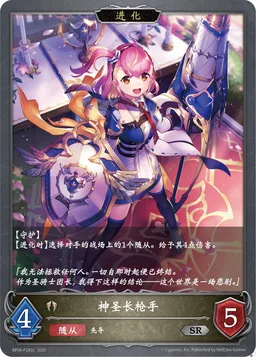 进化
【守护】
【进化时】选择对手的战场上的1个随从。给予其4点伤害。
「我无法拯救任何人。一切自那时起便已终结。
作为圣骑士团长，我得下这样的结论——这个世界是一场悲剧。」
神圣长枪手
4
随从
先导
SR
5